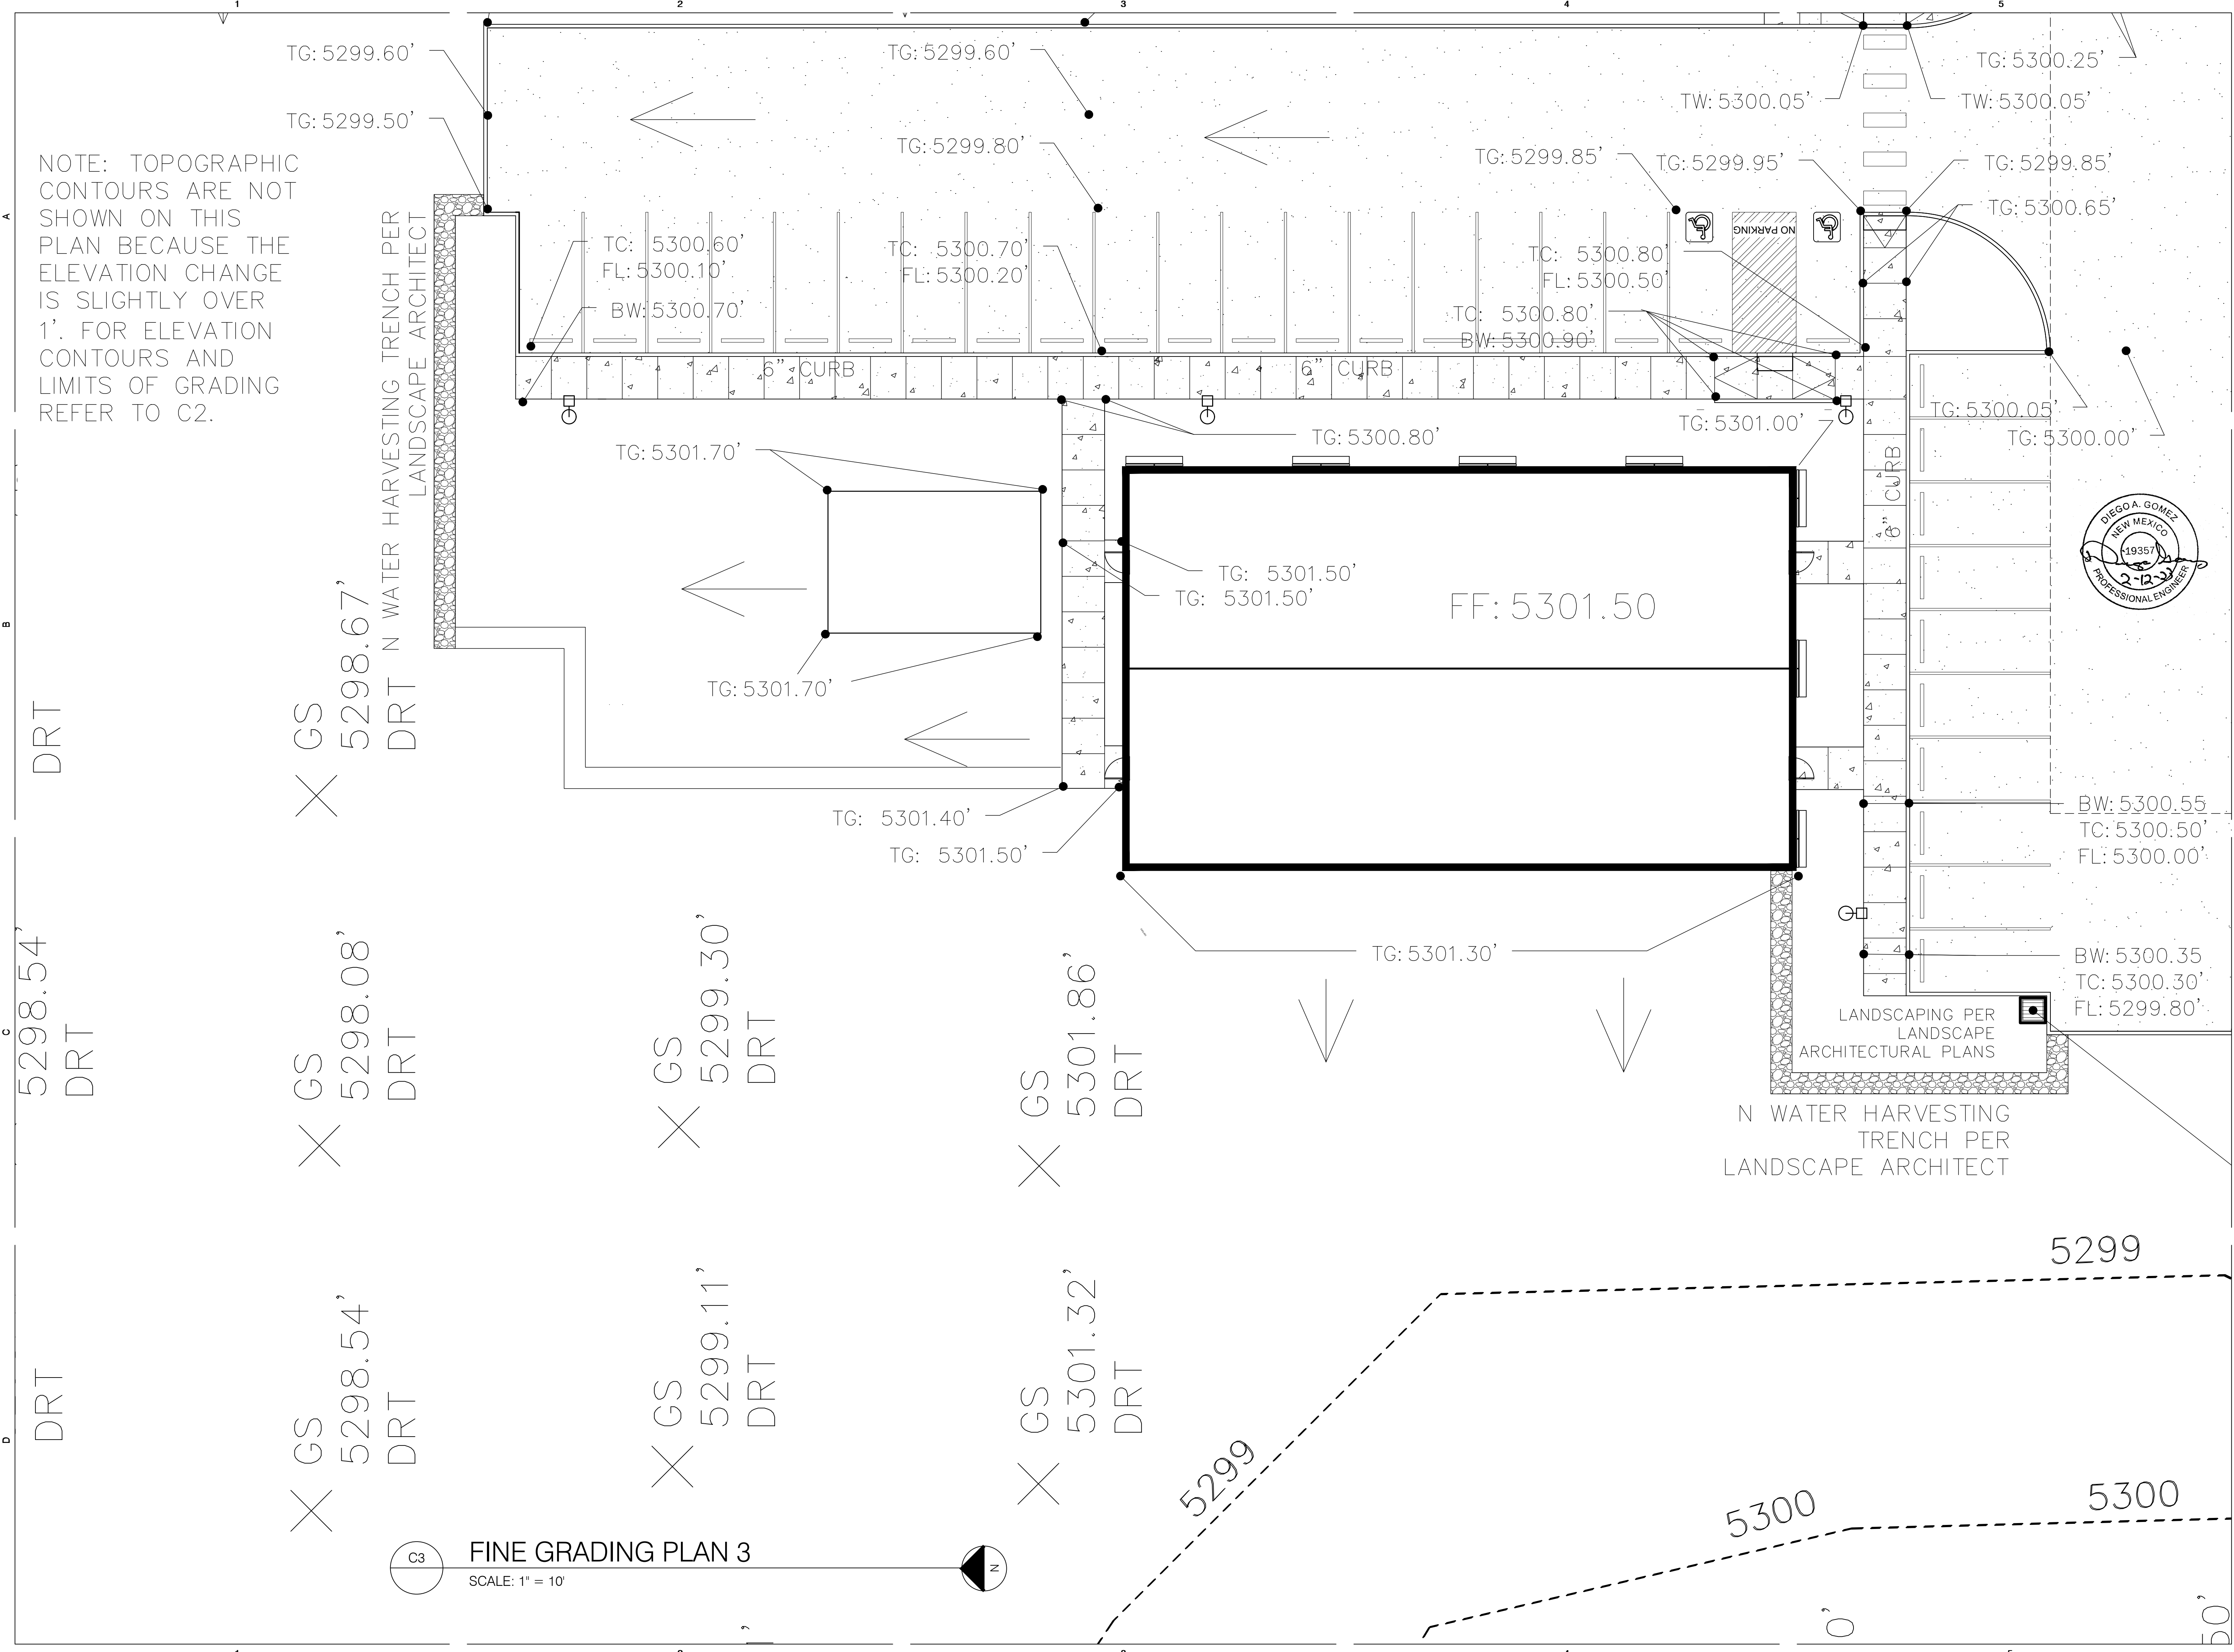 1
2
3
4
5
A
B
C
D
TG: 5299.60'
TG: 5299.60'
TG: 5300.25'
TW: 5300.05'
TW: 5300.05'
TG: 5299.50'
TG: 5299.80'
TG: 5299.85'
TG: 5299.95'
TG: 5299.85'
TG: 5300.65'
NOTE: TOPOGRAPHIC
CONTOURS ARE NOT
SHOWN ON THIS
PLAN BECAUSE THE
ELEVATION CHANGE
IS SLIGHTLY OVER
1'. FOR ELEVATION
CONTOURS AND
LIMITS OF GRADING
REFER TO C2.
N WATER HARVESTING TRENCH PER
LANDSCAPE ARCHITECT
NO PARKING
TC: 5300.60'
FL: 5300.10'
BW: 5300.70'
TC: 5300.70'
FL: 5300.20'
TC: 5300.80'
FL: 5300.50'
TC: 5300.80'
BW: 5300.90'
6" CURB
6" CURB
6" CURB
TG: 5301.70'
TG: 5300.80'
TG: 5301.00'
TG: 5300.05'
TG: 5300.00'
DIEGO A. GOMEZ
NEW MEXICO
19357
2-12-23
PROFESSIONAL ENGINEER
TG: 5301.50'
TG: 5301.50'
FF: 5301.50
TG: 5301.70'
TG: 5301.40'
TG: 5301.50'
TG: 5301.30'
BW: 5300.55
TC: 5300.50'
FL: 5300.00'
BW: 5300.35
TC: 5300.30'
FL: 5299.80'
LANDSCAPING PER
LANDSCAPE
ARCHITECTURAL PLANS
N WATER HARVESTING
TRENCH PER
LANDSCAPE ARCHITECT
DRT
GS
5298.67'
DRT
5298.54'
DRT
GS
5298.08'
DRT
GS
5299.30'
DRT
GS
5301.86'
DRT
DRT
GS
5298.54'
DRT
GS
5299.11'
DRT
GS
5301.32'
DRT
5299
5299
5300
5300
C3
FINE GRADING PLAN 3
SCALE: 1" = 10'
N